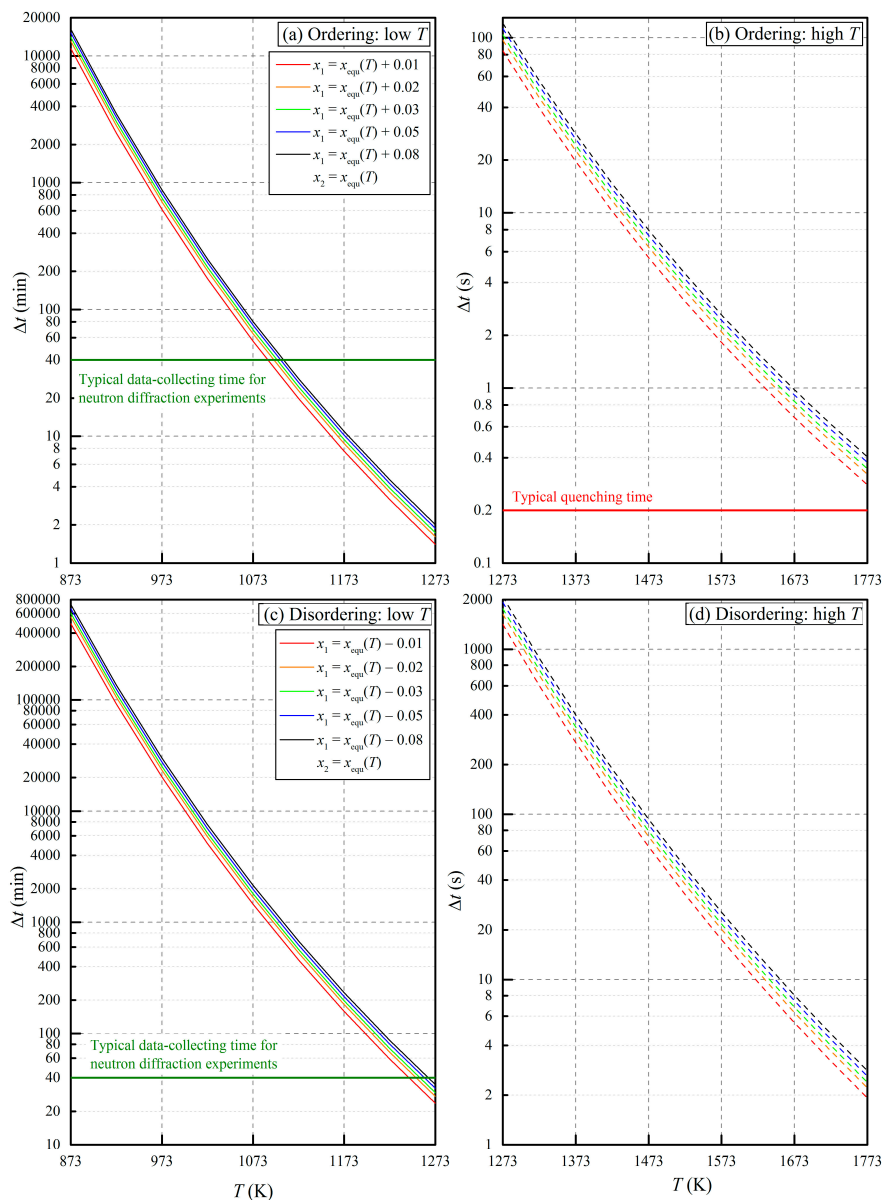 (a) Ordering: low T
x₁ = xₑqᵤ(T) + 0.01
x₁ = xₑqᵤ(T) + 0.02
x₁ = xₑqᵤ(T) + 0.03
x₁ = xₑqᵤ(T) + 0.05
x₁ = xₑqᵤ(T) + 0.08
x₂ = xₑqᵤ(T)
Typical data-collecting time for
neutron diffraction experiments
Δt (min)
20000
10000
8000
6000
4000
2000
1000
800
600
400
200
100
80
60
40
20
10
8
6
4
2
1
873 973 1073 1173 1273
(b) Ordering: high T
Typical quenching time
Δt (s)
100
80
60
40
20
10
8
6
4
2
1
0.8
0.6
0.4
0.2
0.1
1273 1373 1473 1573 1673 1773
(c) Disordering: low T
x₁ = xₑqᵤ(T) − 0.01
x₁ = xₑqᵤ(T) − 0.02
x₁ = xₑqᵤ(T) − 0.03
x₁ = xₑqᵤ(T) − 0.05
x₁ = xₑqᵤ(T) − 0.08
x₂ = xₑqᵤ(T)
Typical data-collecting time for
neutron diffraction experiments
Δt (min)
800000
600000
400000
200000
100000
80000
60000
40000
20000
10000
8000
6000
4000
2000
1000
800
600
400
200
100
80
60
40
20
10
873 973 1073 1173 1273
T (K)
(d) Disordering: high T
Δt (s)
2000
1000
800
600
400
200
100
80
60
40
20
10
8
6
4
2
1
1273 1373 1473 1573 1673 1773
T (K)